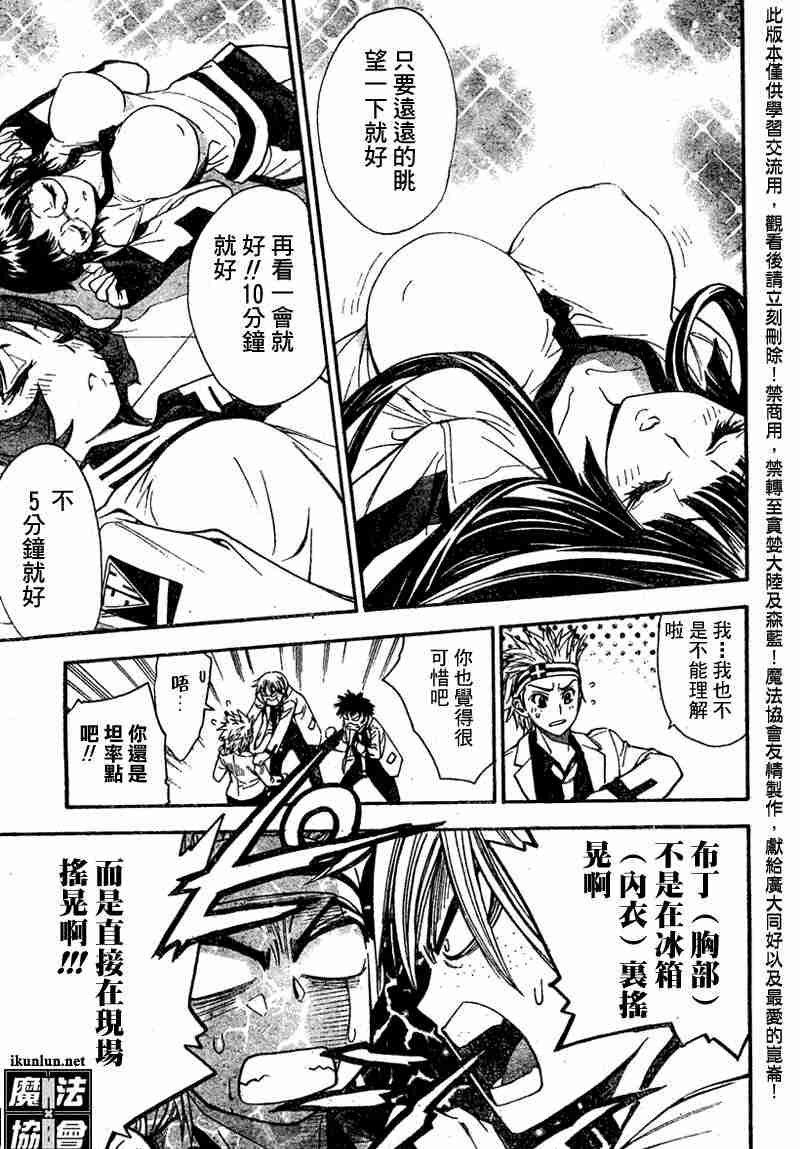 只要遠遠的眺
望一下就好
再看一會就
好!!10分鐘
就好
不
5分鐘就好
我…我也不
是不能理解
啦
你也覺得很
可惜吧
唔…
你還是
坦率點
吧!!
布丁（胸部）
不是在冰箱
（內衣）裏搖
晃啊
而是直接在現場
搖晃啊!!!
此版本僅供學習交流用，觀看後請立刻刪除！禁商用，禁轉至貪婪大陸及森藍！魔法協會友情製作，獻給廣大同好以及最愛的崑崙！
ikunlun.net
魔法
協會